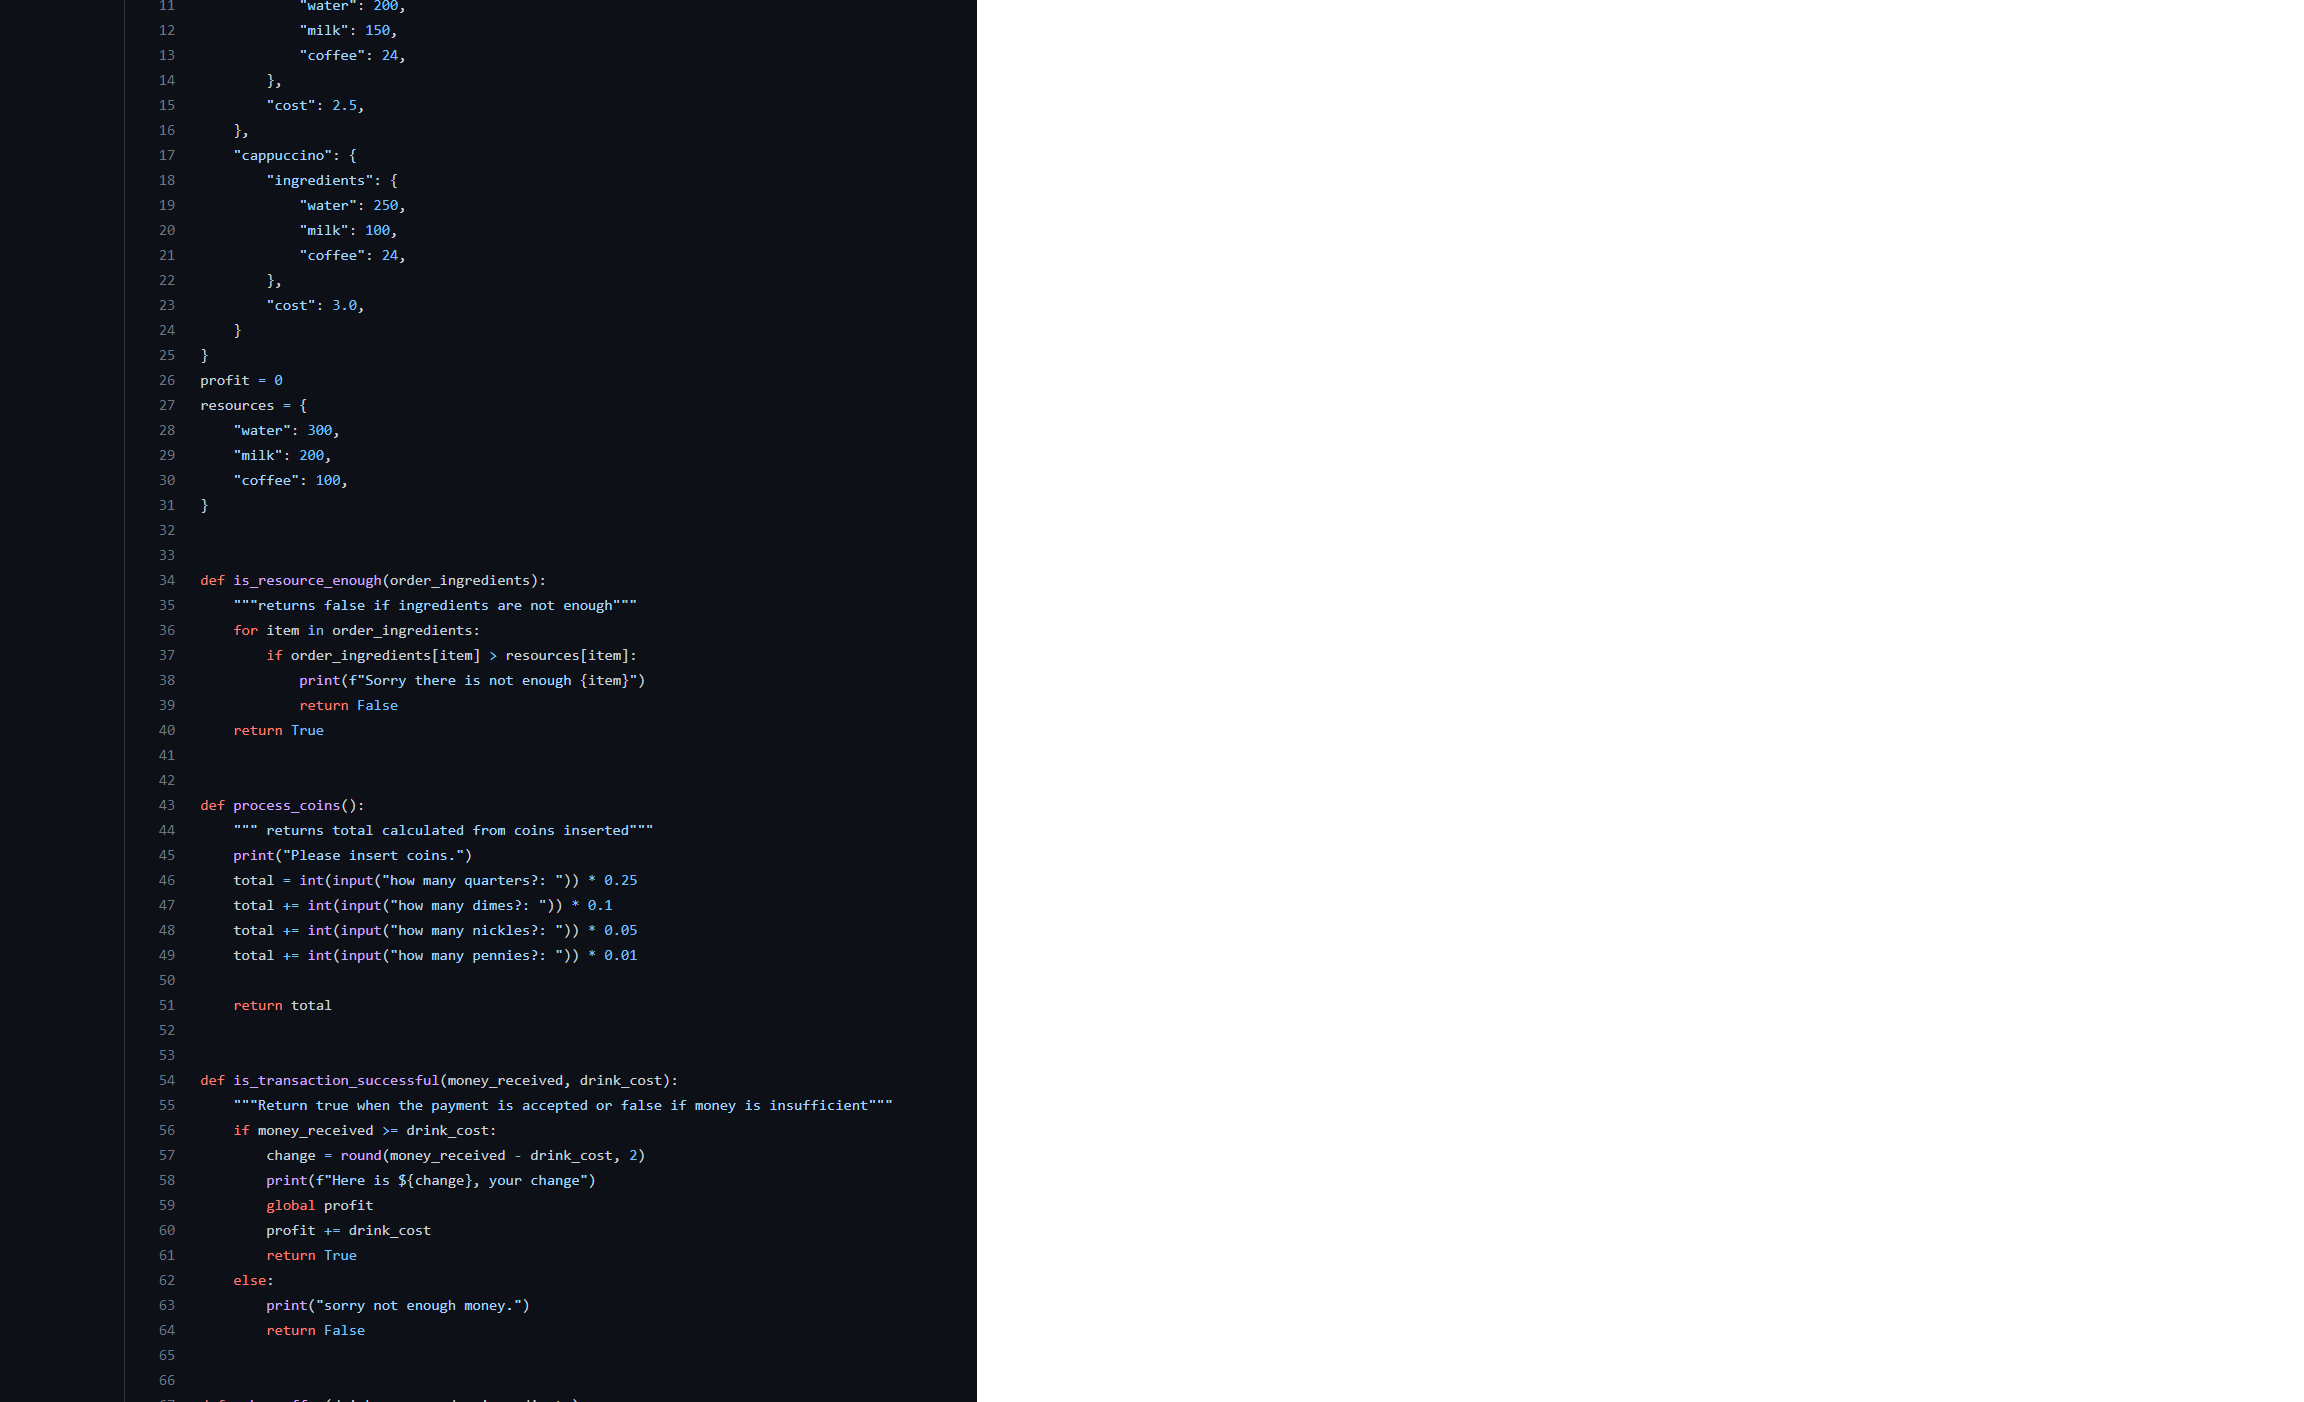 11 "water": 200,
12 "milk": 150,
13 "coffee": 24,
14 },
15 "cost": 2.5,
16 },
17 "cappuccino": {
18 "ingredients": {
19 "water": 250,
20 "milk": 100,
21 "coffee": 24,
22 },
23 "cost": 3.0,
24 }
25 }
26 profit = 0
27 resources = {
28 "water": 300,
29 "milk": 200,
30 "coffee": 100,
31 }
32
33
34 def is_resource_enough(order_ingredients):
35 """returns false if ingredients are not enough"""
36 for item in order_ingredients:
37 if order_ingredients[item] > resources[item]:
38 print(f"Sorry there is not enough {item}")
39 return False
40 return True
41
42
43 def process_coins():
44 """ returns total calculated from coins inserted"""
45 print("Please insert coins.")
46 total = int(input("how many quarters?: ")) * 0.25
47 total += int(input("how many dimes?: ")) * 0.1
48 total += int(input("how many nickles?: ")) * 0.05
49 total += int(input("how many pennies?: ")) * 0.01
50
51 return total
52
53
54 def is_transaction_successful(money_received, drink_cost):
55 """Return true when the payment is accepted or false if money is insufficient"""
56 if money_received >= drink_cost:
57 change = round(money_received - drink_cost, 2)
58 print(f"Here is ${change}, your change")
59 global profit
60 profit += drink_cost
61 return True
62 else:
63 print("sorry not enough money.")
64 return False
65
66